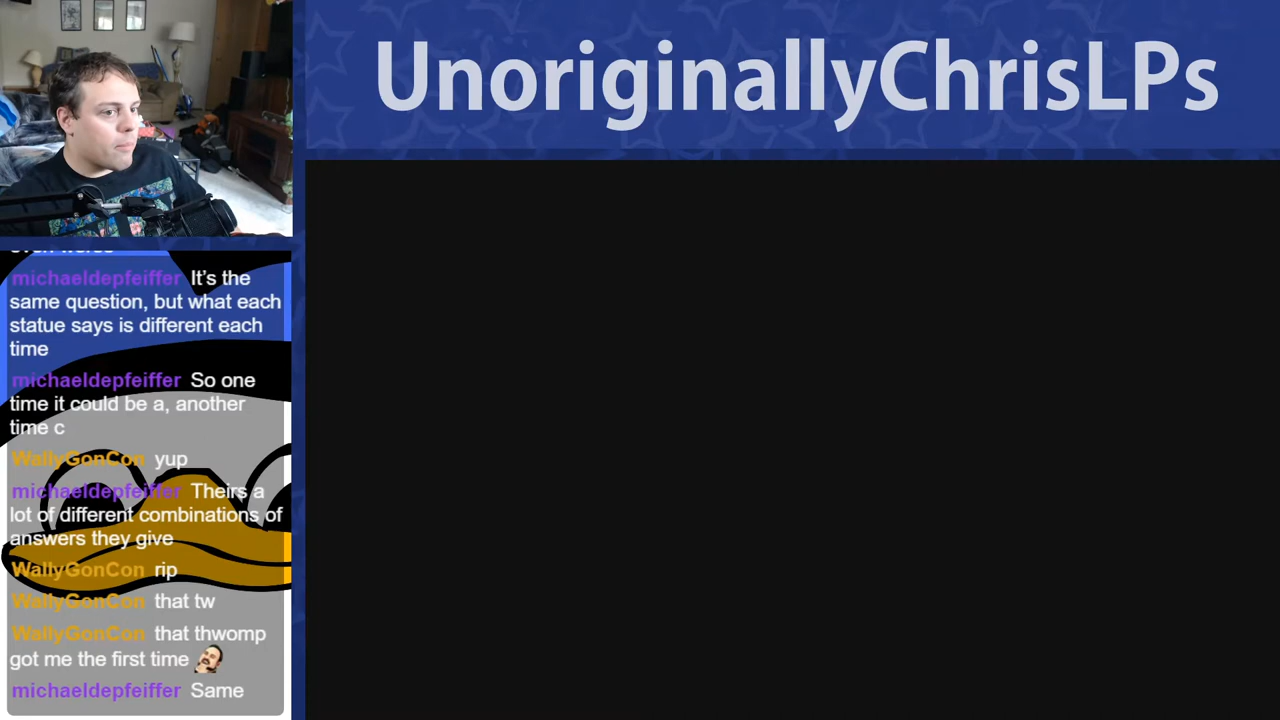 UnoriginallyChrisLPs
michaeldepfeiffer It’s the
same question, but what each
statue says is different each
time
michaeldepfeiffer So one
time it could be a, another
time c
WallyGonCon yup
michaeldepfeiffer Theirs a
lot of different combinations of
answers they give
WallyGonCon rip
WallyGonCon that tw
WallyGonCon that thwomp
got me the first time
michaeldepfeiffer Same